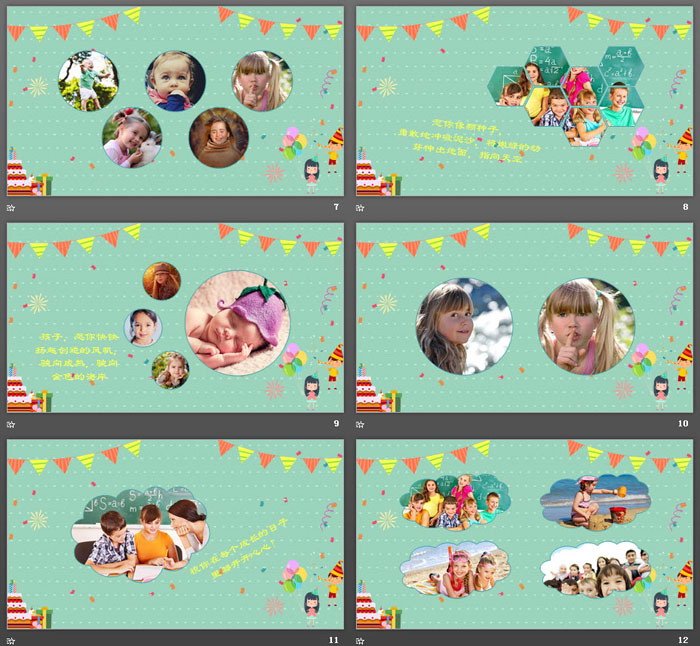 7
8
愿你像颗种子，
勇敢地冲破泥沙，将嫩绿的幼
芽伸出地面，指向天空
9
孩子，愿你快快
扬起创造的风帆，
驶向成熟，驶向
金色的海岸
10
11
祝你在每个成长的日子
里都开开心心！
12